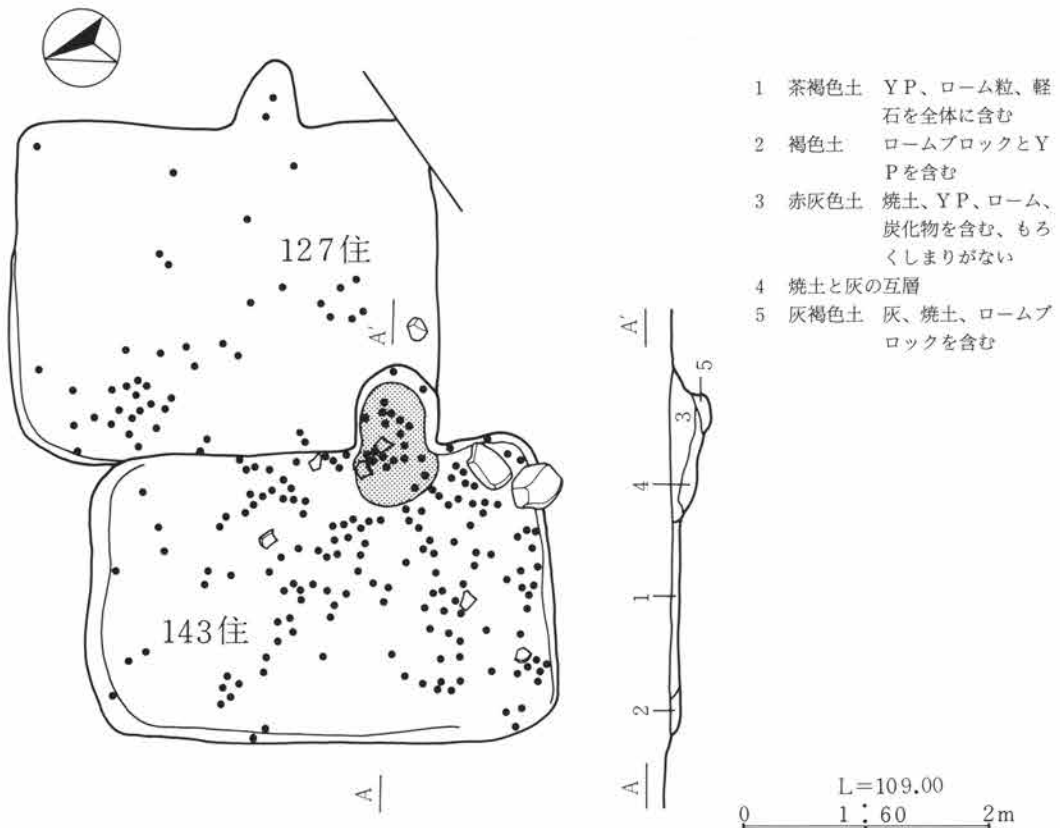 1 茶褐色土 ＹＰ、ローム粒、軽
石を全体に含む
2 褐色土 ロームブロックとＹ
Ｐを含む
3 赤灰色土 焼土、ＹＰ、ローム、
炭化物を含む、もろ
くしまりがない
4 焼土と灰の互層
5 灰褐色土 灰、焼土、ロームブ
ロックを含む
127住
A′
143住
A
A′
5
3
4
1
2
A
L=109.00
0 1：60 2m